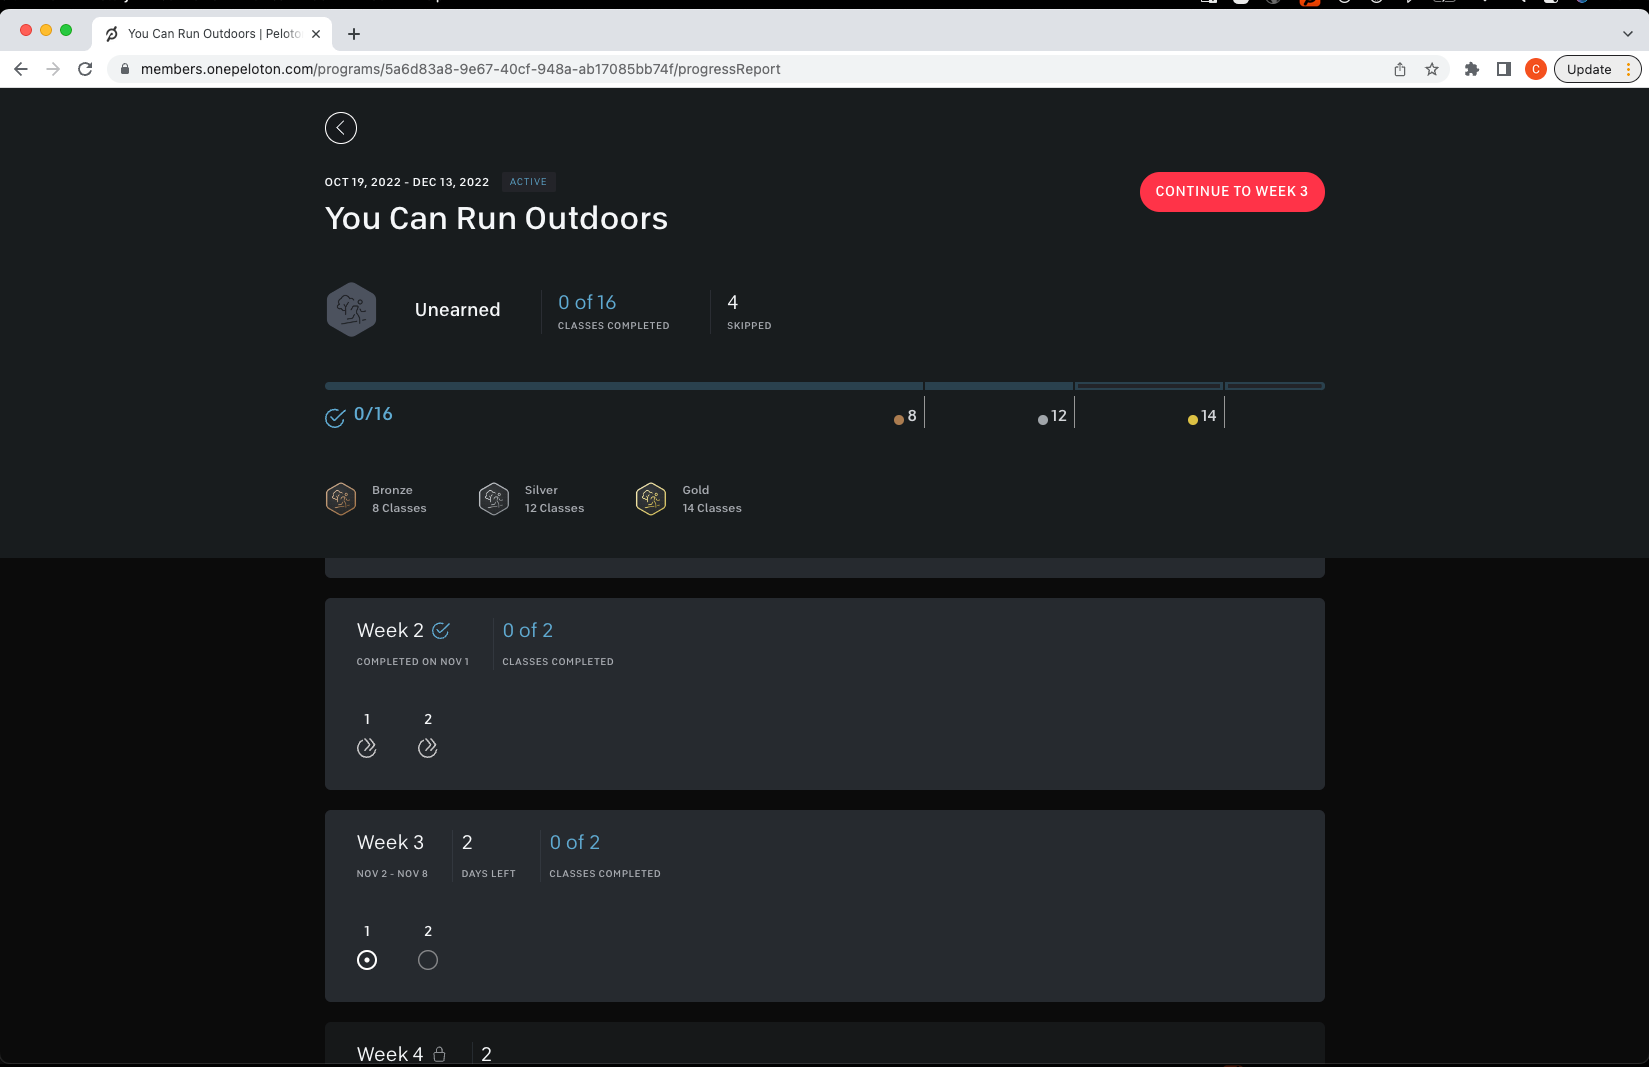 You Can Run Outdoors | Peloto
members.onepeloton.com/programs/5a6d83a8-9e67-40cf-948a-ab17085bb74f/progressReport
C
Update
OCT 19, 2022 - DEC 13, 2022 ACTIVE
CONTINUE TO WEEK 3
You Can Run Outdoors
Unearned
0 of 16
CLASSES COMPLETED
4
SKIPPED
0/16
8
12
14
Bronze
8 Classes
Silver
12 Classes
Gold
14 Classes
Week 2
COMPLETED ON NOV 1
0 of 2
CLASSES COMPLETED
1 2
Week 3
NOV 2 - NOV 8
2
DAYS LEFT
0 of 2
CLASSES COMPLETED
1 2
Week 4
2